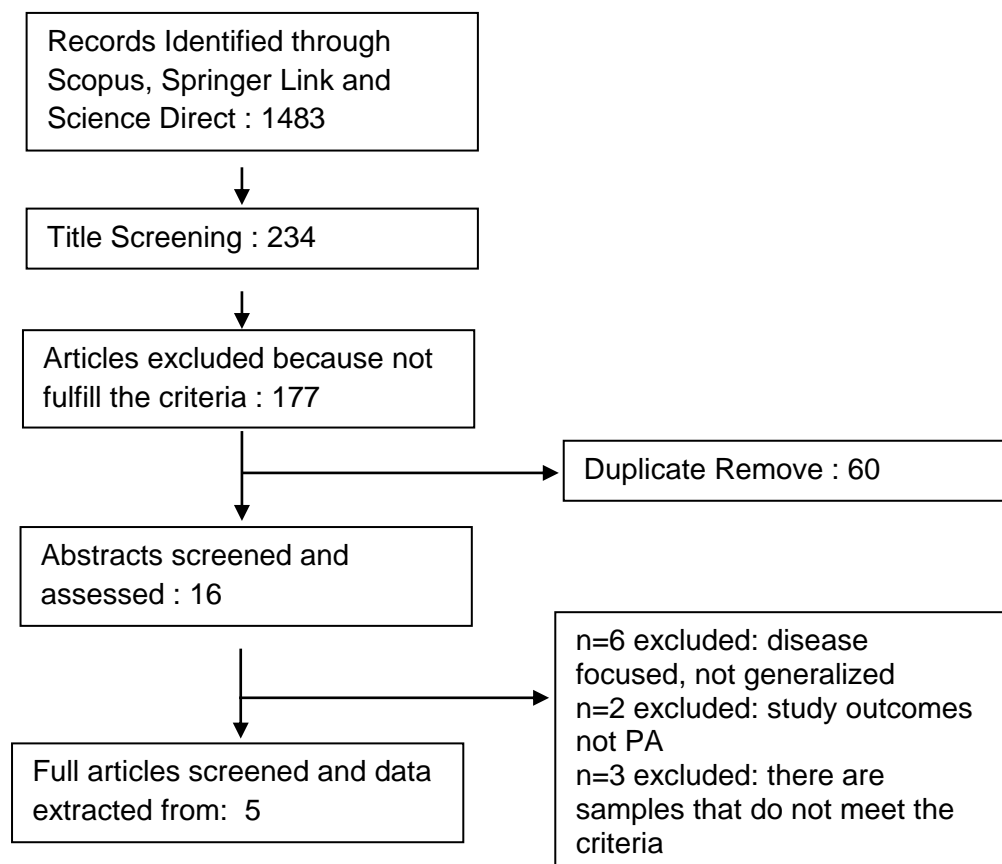 Records Identified through
Scopus, Springer Link and
Science Direct : 1483
Title Screening : 234
Articles excluded because not
fulfill the criteria : 177
Duplicate Remove : 60
Abstracts screened and
assessed : 16
n=6 excluded: disease
focused, not generalized
n=2 excluded: study outcomes
not PA
n=3 excluded: there are
samples that do not meet the
criteria
Full articles screened and data
extracted from: 5